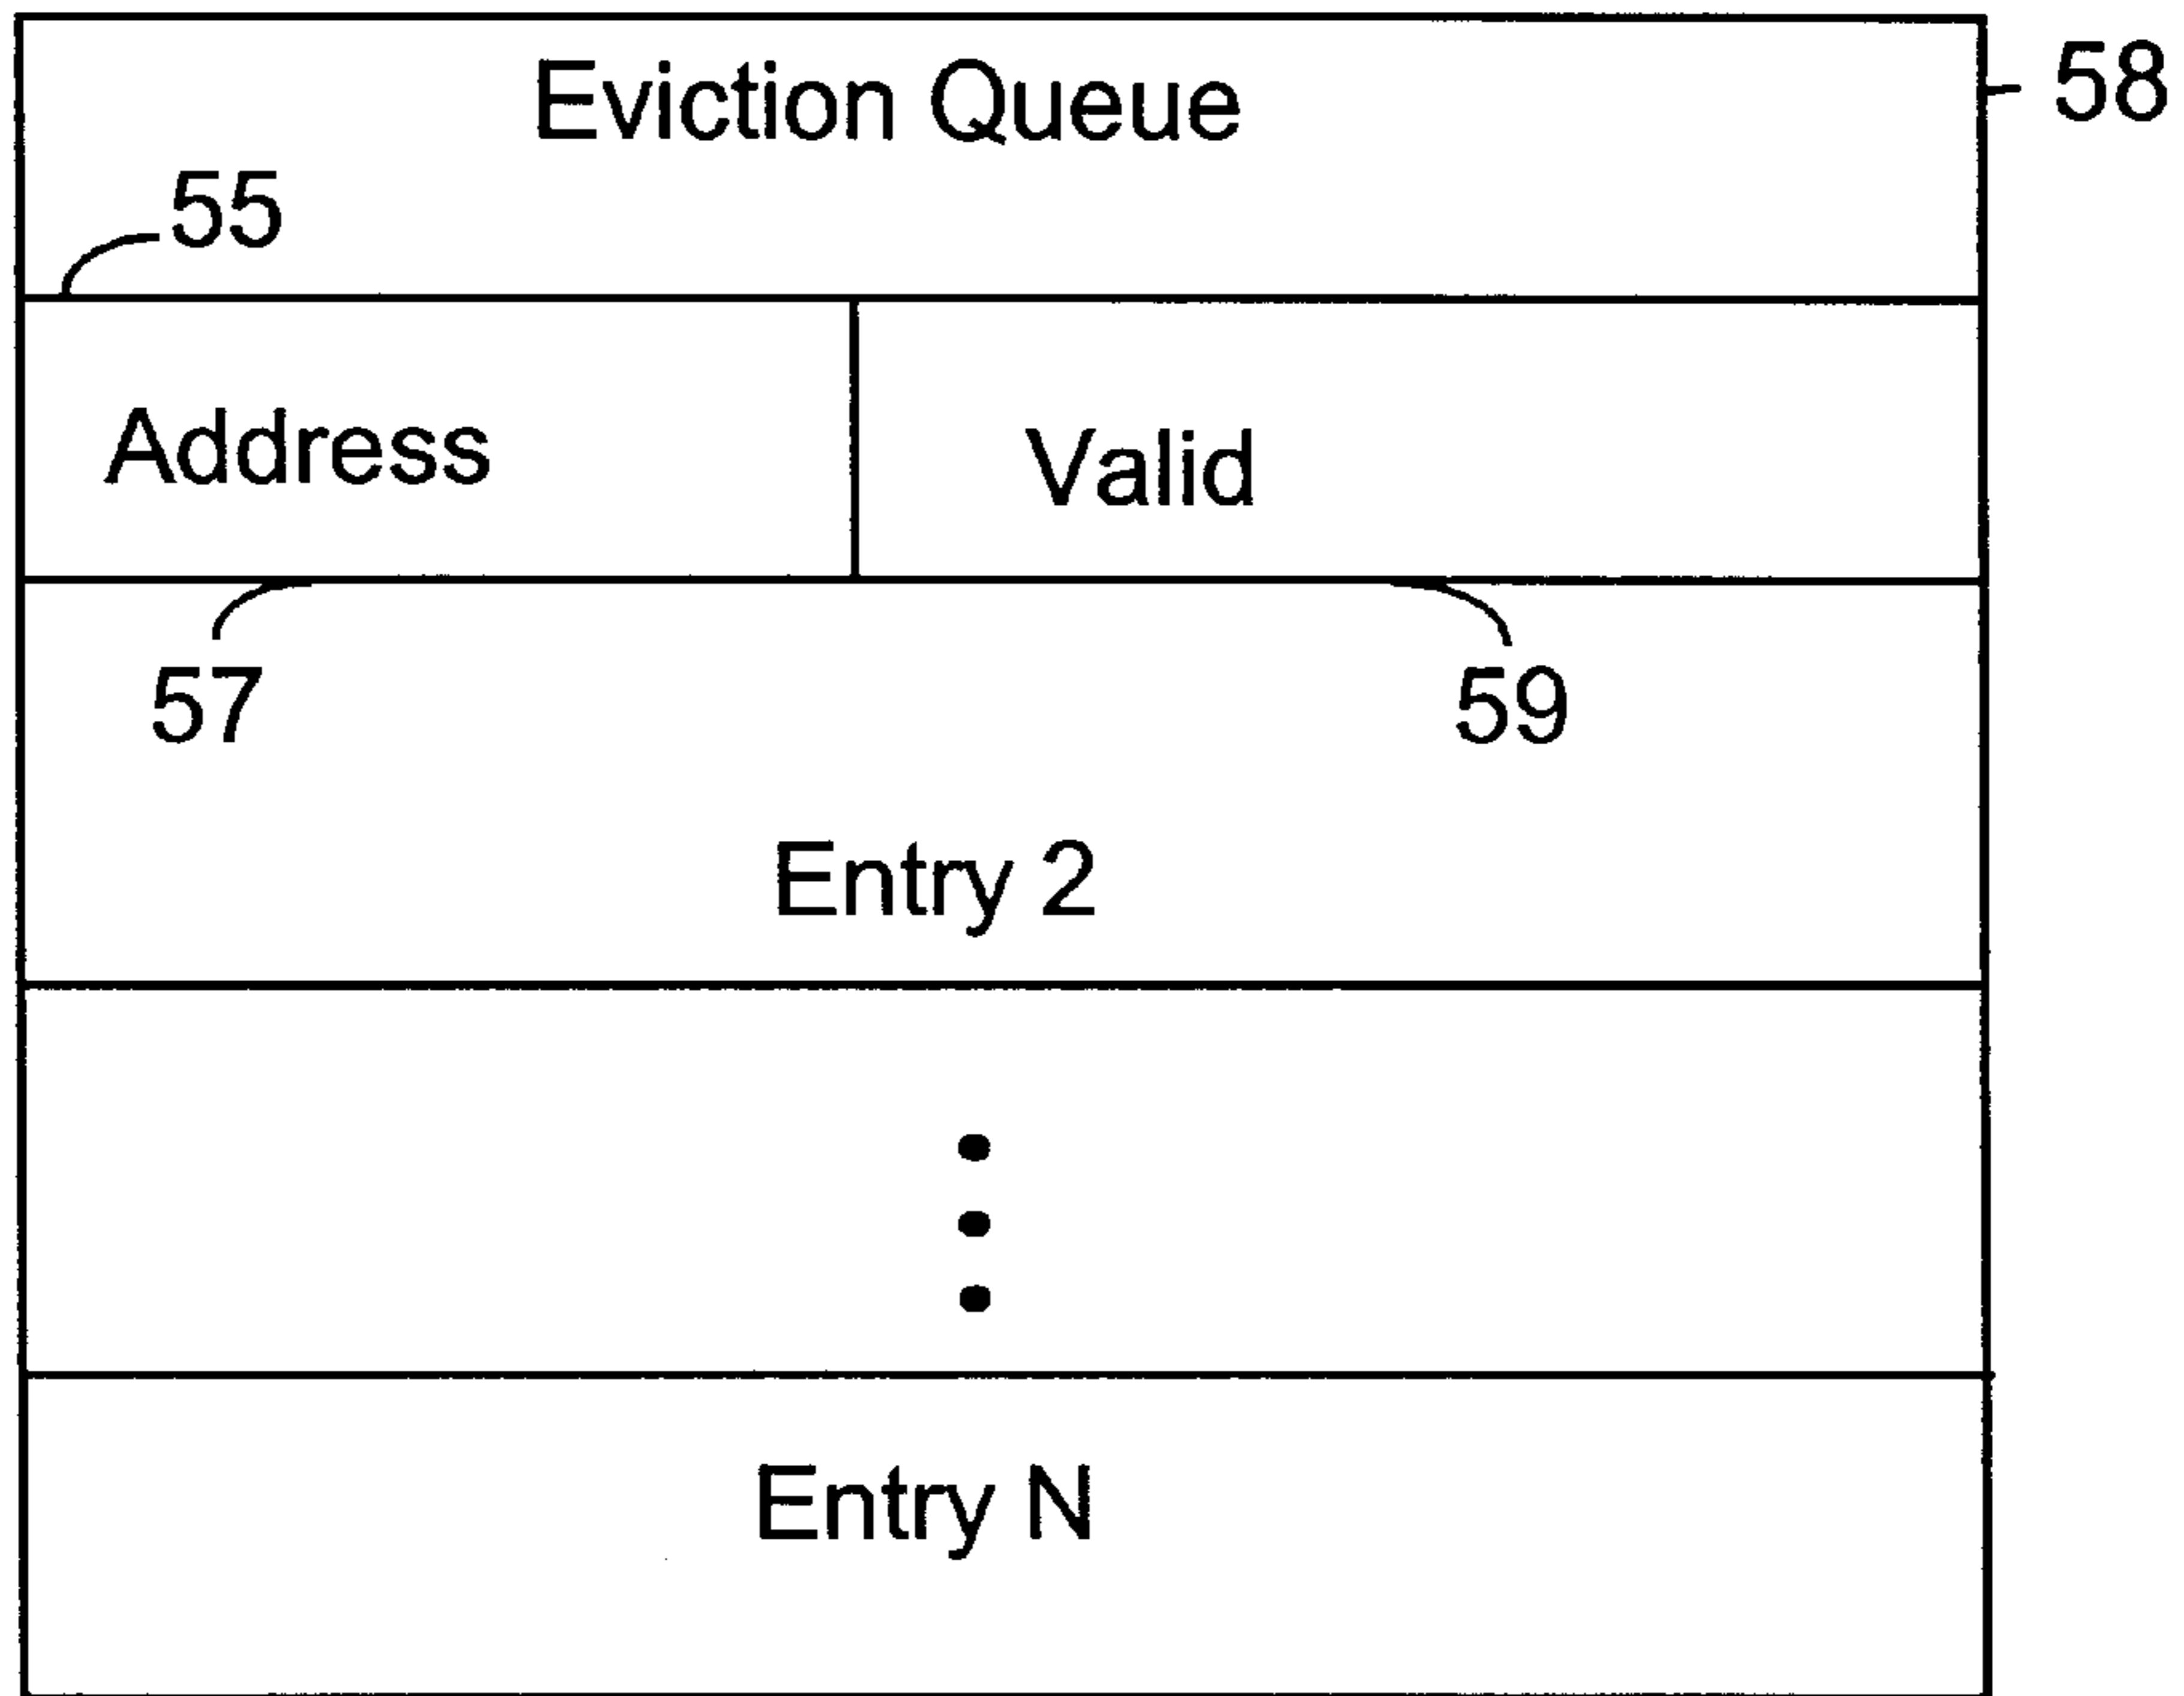 Eviction Queue
58
55
Address
Valid
57
59
Entry 2
Entry N